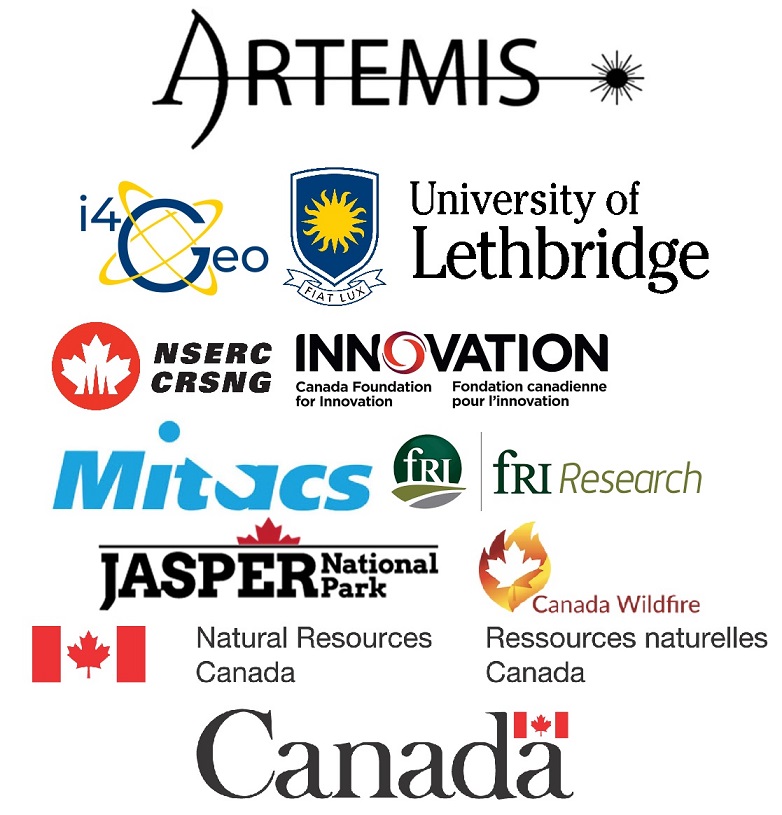 ARTEMIS
i4Geo
FIAT LUX
University of
Lethbridge
NSERC
CRSNG
INNOVATION
Canada Foundation
for Innovation
Fondation canadienne
pour l'innovation
Mitacs
fRI
fRI Research
JASPER National
Park
Canada Wildfire
Natural Resources
Canada
Ressources naturelles
Canada
Canada